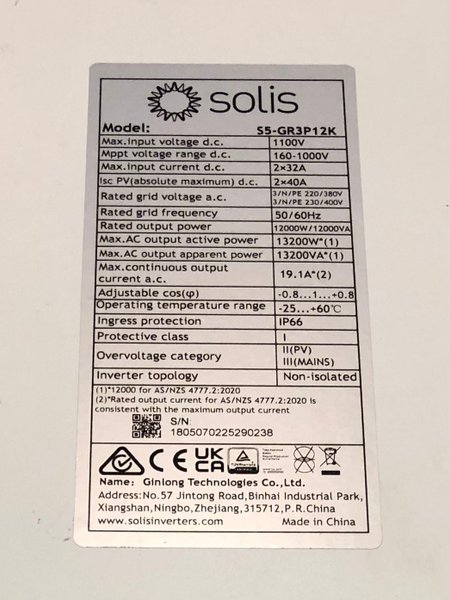 solis
Model: S5-GR3P12K
Max.input voltage d.c. 1100V
Mppt voltage range d.c. 160-1000V
Max.input current d.c. 2×32A
Isc PV(absolute maximum) d.c. 2×40A
Rated grid voltage a.c. 3/N/PE 220/380V
3/N/PE 230/400V
Rated grid frequency 50/60Hz
Rated output power 12000W/12000VA
Max.AC output active power 13200W*(1)
Max.AC output apparent power 13200VA*(1)
Max.continuous output
current a.c. 19.1A*(2)
Adjustable cos(φ) -0.8...1...+0.8
Operating temperature range -25...+60℃
Ingress protection IP66
Protective class I
Overvoltage category II(PV)
III(MAINS)
Inverter topology Non-isolated
(1)*12000 for AS/NZS 4777.2:2020
(2)*Rated output current for AS/NZS 4777.2:2020 is
consistent with the maximum output current
S/N:
1805070225290238
CE UKCA
Name: Ginlong Technologies Co.,Ltd.
Address: No.57 Jintong Road,Binhai Industrial Park,
Xiangshan,Ningbo,Zhejiang,315712,P.R.China
www.solisinverters.com Made in China